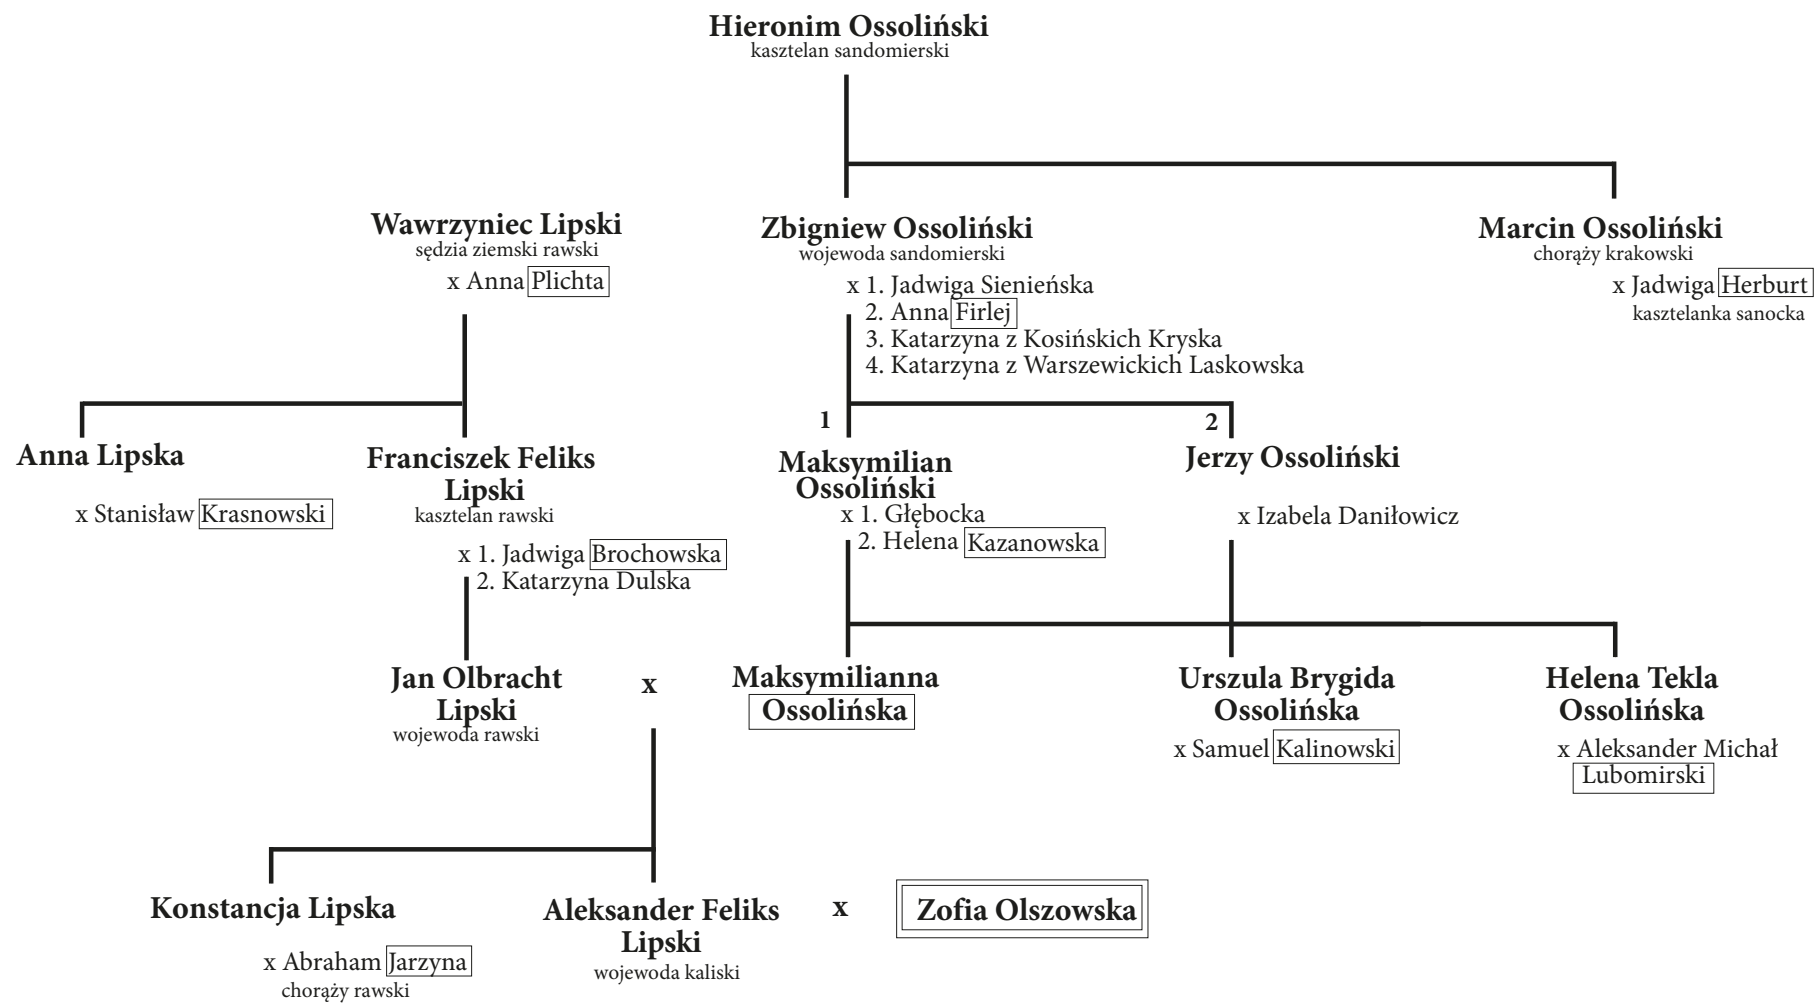 Hieronim Ossoliński
kasztelan sandomierski
Wawrzyniec Lipski
sędzia ziemski rawski
x Anna Plichta
Zbigniew Ossoliński
wojewoda sandomierski
x 1. Jadwiga Sienieńska
2. Anna Firlej
3. Katarzyna z Kosińskich Kryska
4. Katarzyna z Warszewickich Laskowska
Marcin Ossoliński
chorąży krakowski
x Jadwiga Herburt
kasztelanka sanocka
1
2
Anna Lipska
x Stanisław Krasnowski
Franciszek Feliks
Lipski
kasztelan rawski
x 1. Jadwiga Brochowska
2. Katarzyna Dulska
Maksymilian
Ossoliński
x 1. Głębocka
2. Helena Kazanowska
Jerzy Ossoliński
x Izabela Daniłowicz
Jan Olbracht
Lipski
wojewoda rawski
x
Maksymilianna
Ossolińska
Urszula Brygida
Ossolińska
x Samuel Kalinowski
Helena Tekla
Ossolińska
x Aleksander Michał
Lubomirski
Konstancja Lipska
x Abraham Jarzyna
chorąży rawski
Aleksander Feliks
Lipski
wojewoda kaliski
x
Zofia Olszowska